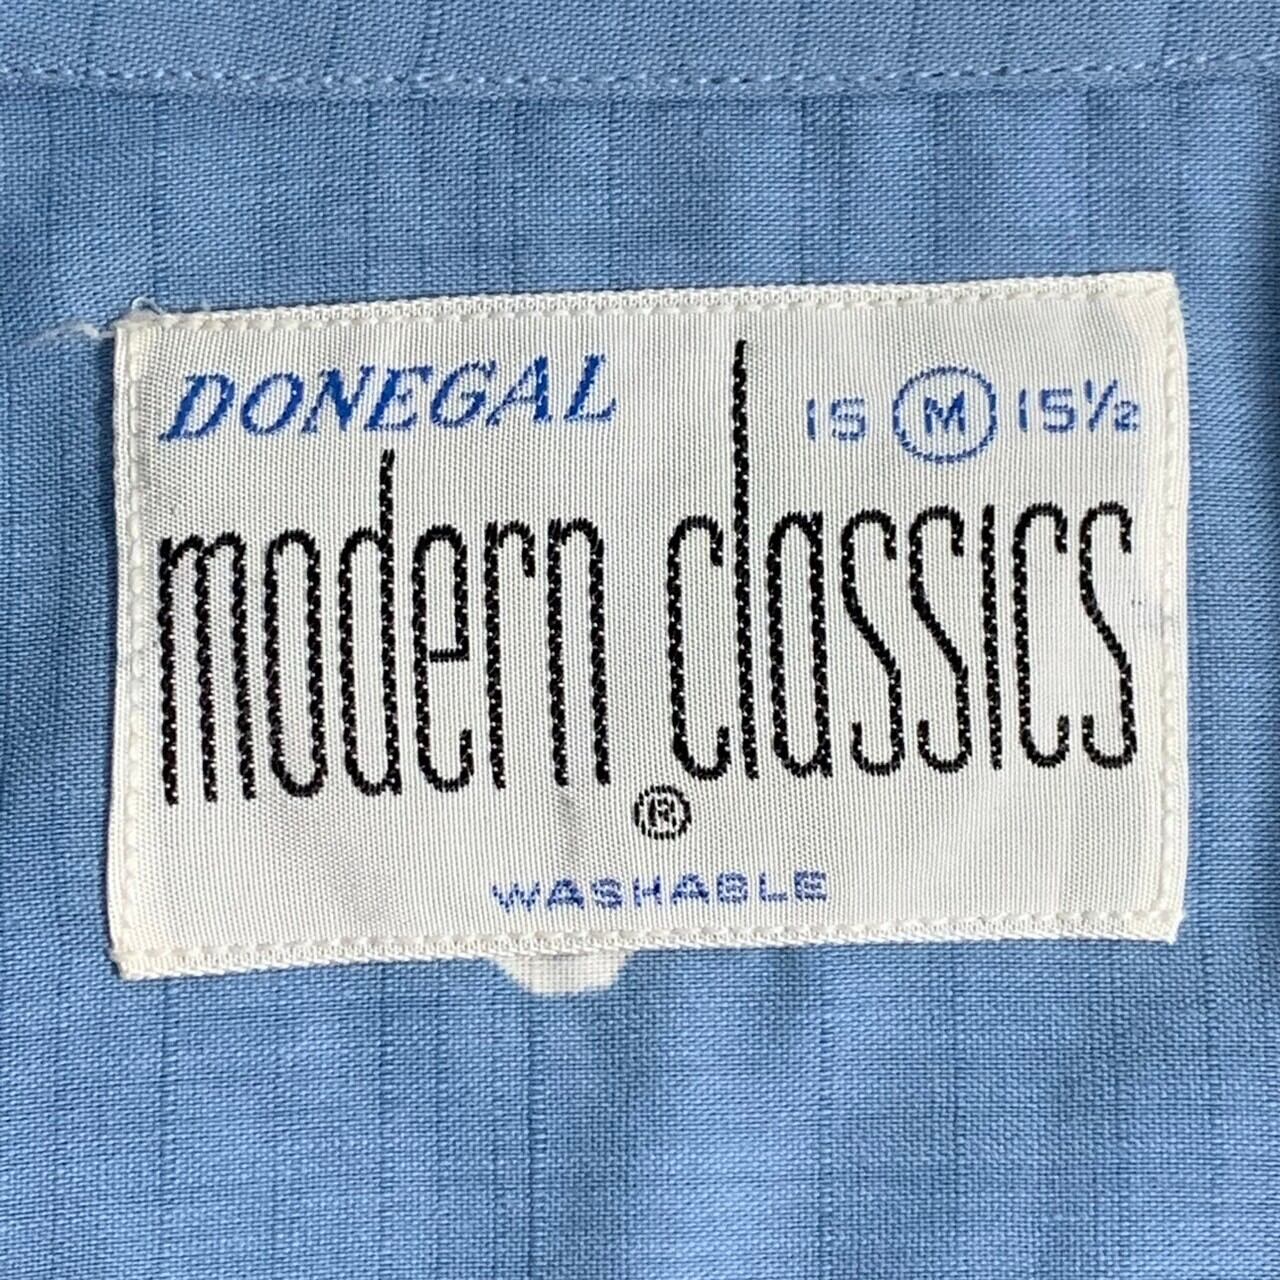 DONEGAL 15 M 15½
modern classics
®
WASHABLE